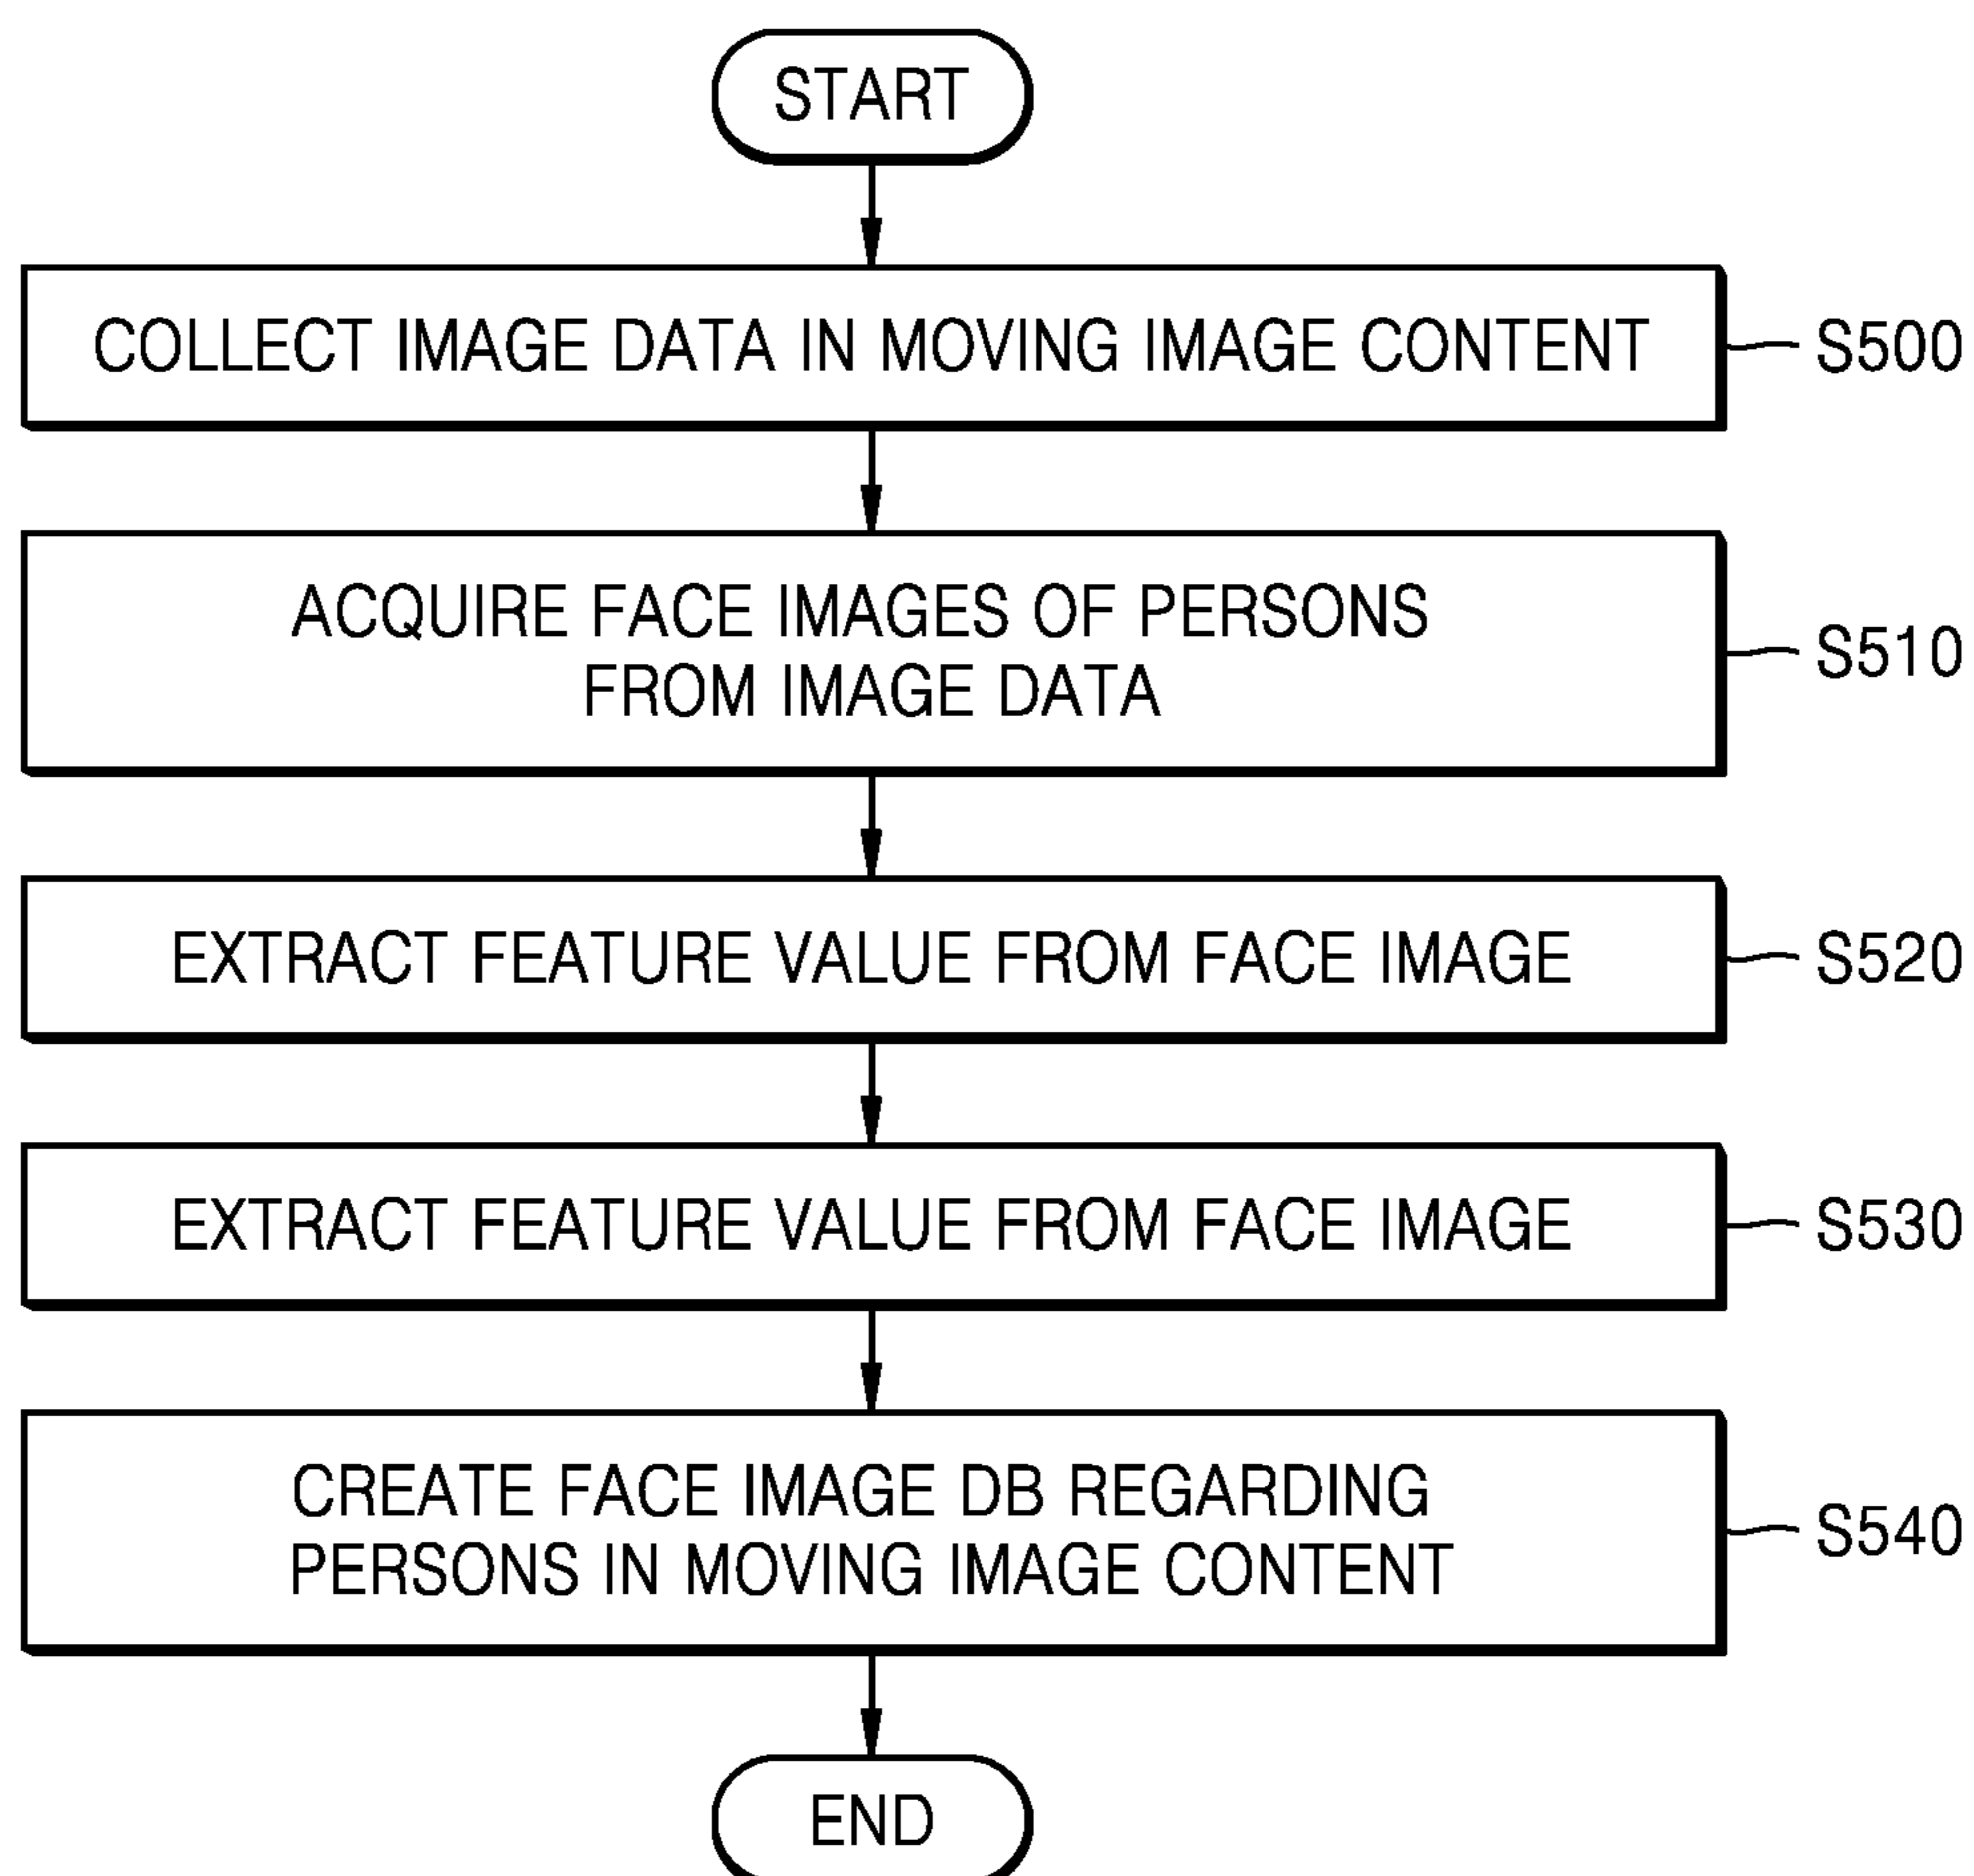 START
COLLECT IMAGE DATA IN MOVING IMAGE CONTENT
S500
ACQUIRE FACE IMAGES OF PERSONS
FROM IMAGE DATA
S510
EXTRACT FEATURE VALUE FROM FACE IMAGE
S520
EXTRACT FEATURE VALUE FROM FACE IMAGE
S530
CREATE FACE IMAGE DB REGARDING
PERSONS IN MOVING IMAGE CONTENT
S540
END